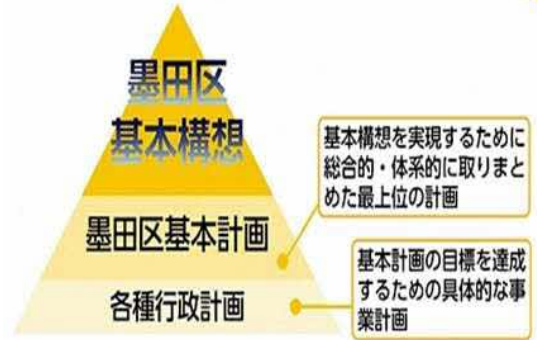 墨田区
基本構想
墨田区基本計画
各種行政計画
基本構想を実現するために
総合的・体系的に取りまと
めた最上位の計画
基本計画の目標を達成
するための具体的な事
業計画